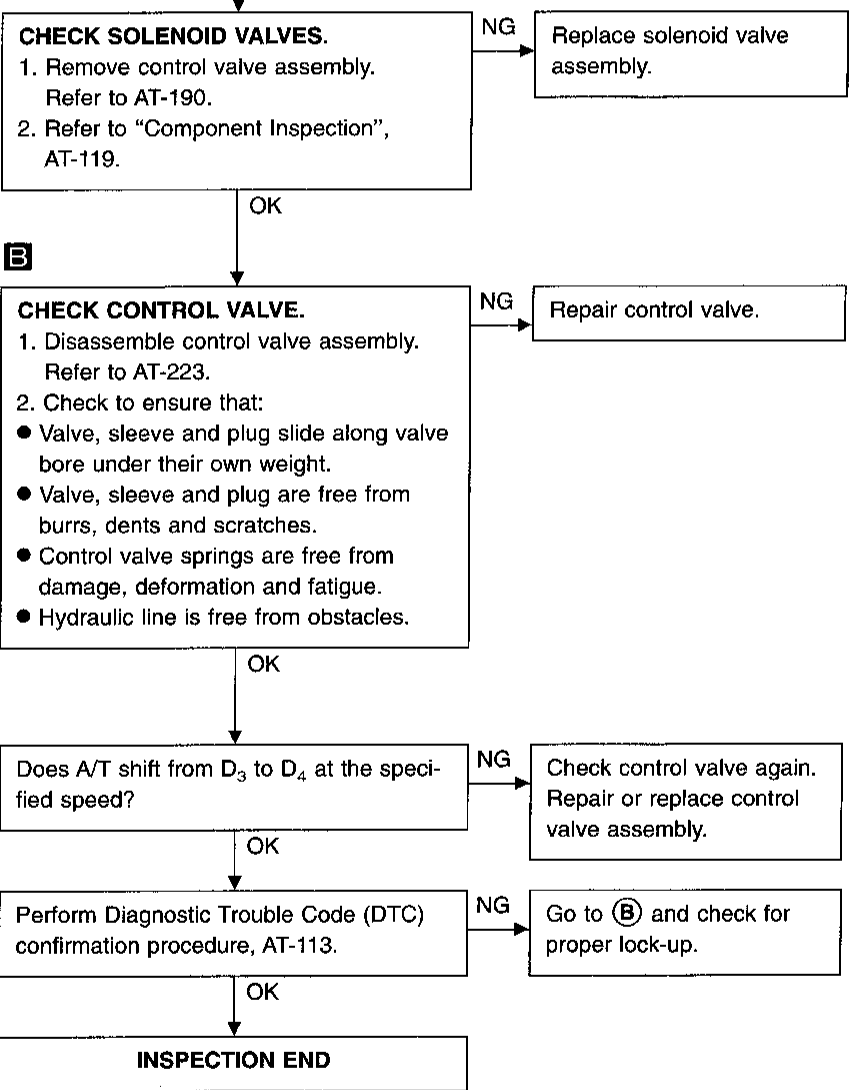 CHECK SOLENOID VALVES.
1. Remove control valve assembly.
Refer to AT-190.
2. Refer to “Component Inspection”,
AT-119.
NG
Replace solenoid valve
assembly.
OK
B
CHECK CONTROL VALVE.
1. Disassemble control valve assembly.
Refer to AT-223.
2. Check to ensure that:
● Valve, sleeve and plug slide along valve
bore under their own weight.
● Valve, sleeve and plug are free from
burrs, dents and scratches.
● Control valve springs are free from
damage, deformation and fatigue.
● Hydraulic line is free from obstacles.
NG
Repair control valve.
OK
Does A/T shift from D₃ to D₄ at the speci-
fied speed?
NG
Check control valve again.
Repair or replace control
valve assembly.
OK
Perform Diagnostic Trouble Code (DTC)
confirmation procedure, AT-113.
NG
Go to Ⓑ and check for
proper lock-up.
OK
INSPECTION END